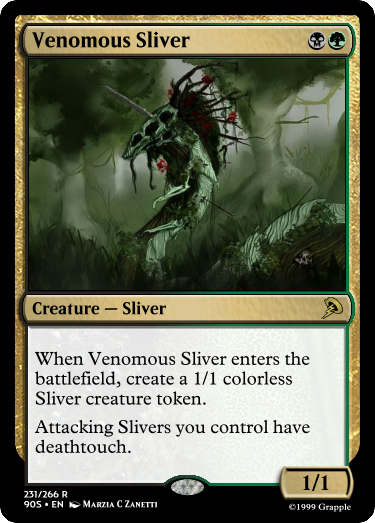 Venomous Sliver
Creature — Sliver
When Venomous Sliver enters the
battlefield, create a 1/1 colorless
Sliver creature token.
Attacking Slivers you control have
deathtouch.
1/1
231/266 R
90S • EN Marzia C Zanetti
©1999 Grapple